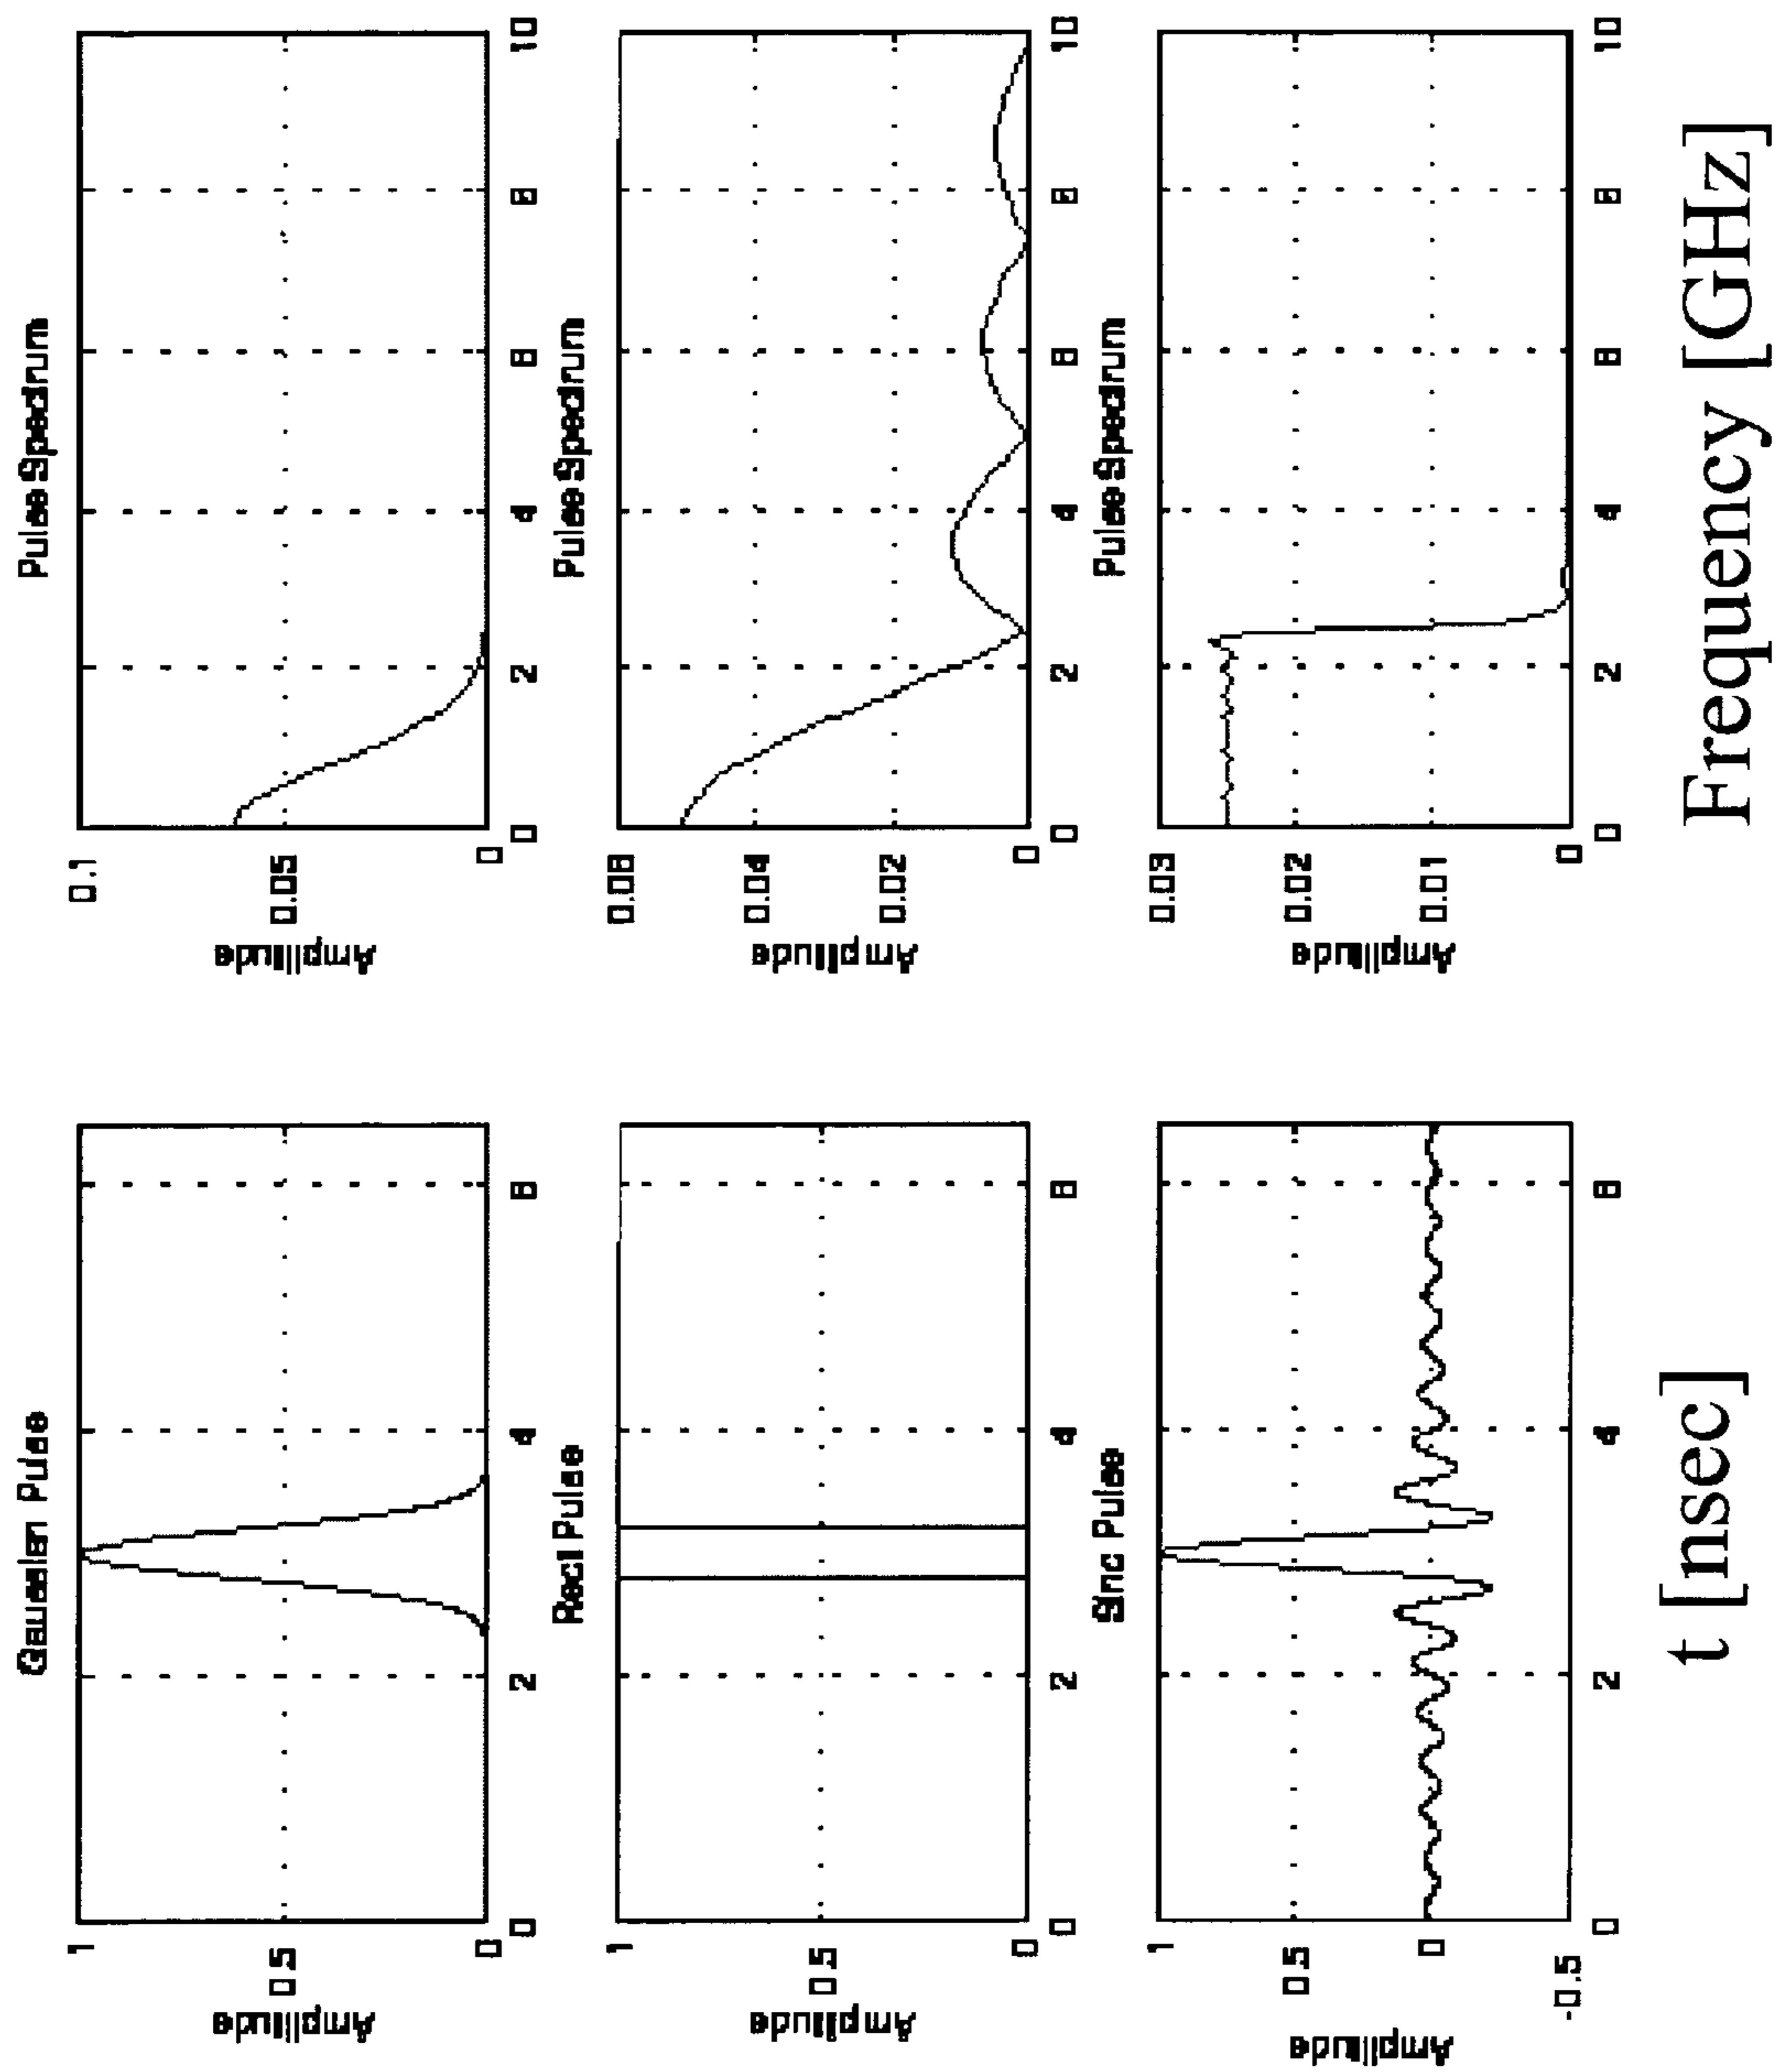 Gaussian Pulse
Pulse Spectrum
Amplitude
1
0.5
0
0 2 4 6
Amplitude
0.1
0.05
0
0 2 4 6 8 10
Rect Pulse
Pulse Spectrum
Amplitude
1
0.5
0
0 2 4 6
Amplitude
0.06
0.04
0.02
0
0 2 4 6 8 10
Sinc Pulse
Pulse Spectrum
Amplitude
1
0.5
0
-0.5
0 2 4 6
Amplitude
0.03
0.02
0.01
0
0 2 4 6 8 10
t [nsec]
Frequency [GHz]